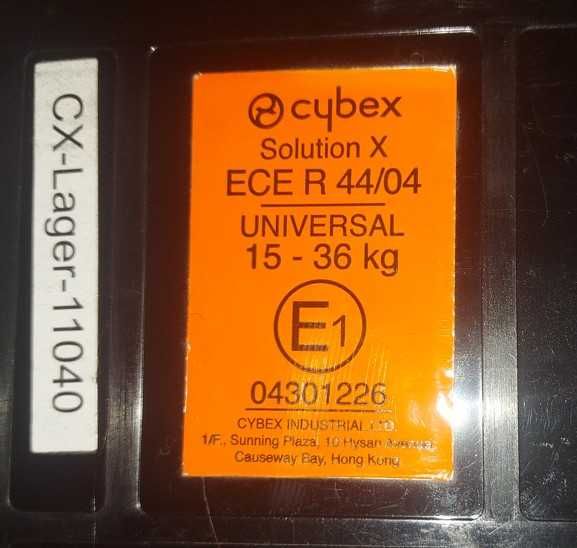 CX-Lager-11040
cybex
Solution X
ECE R 44/04
UNIVERSAL
15 - 36 kg
E1
04301226
CYBEX INDUSTRIAL LTD.
1/F., Sunning Plaza, 10 Hysan Avenue,
Causeway Bay, Hong Kong